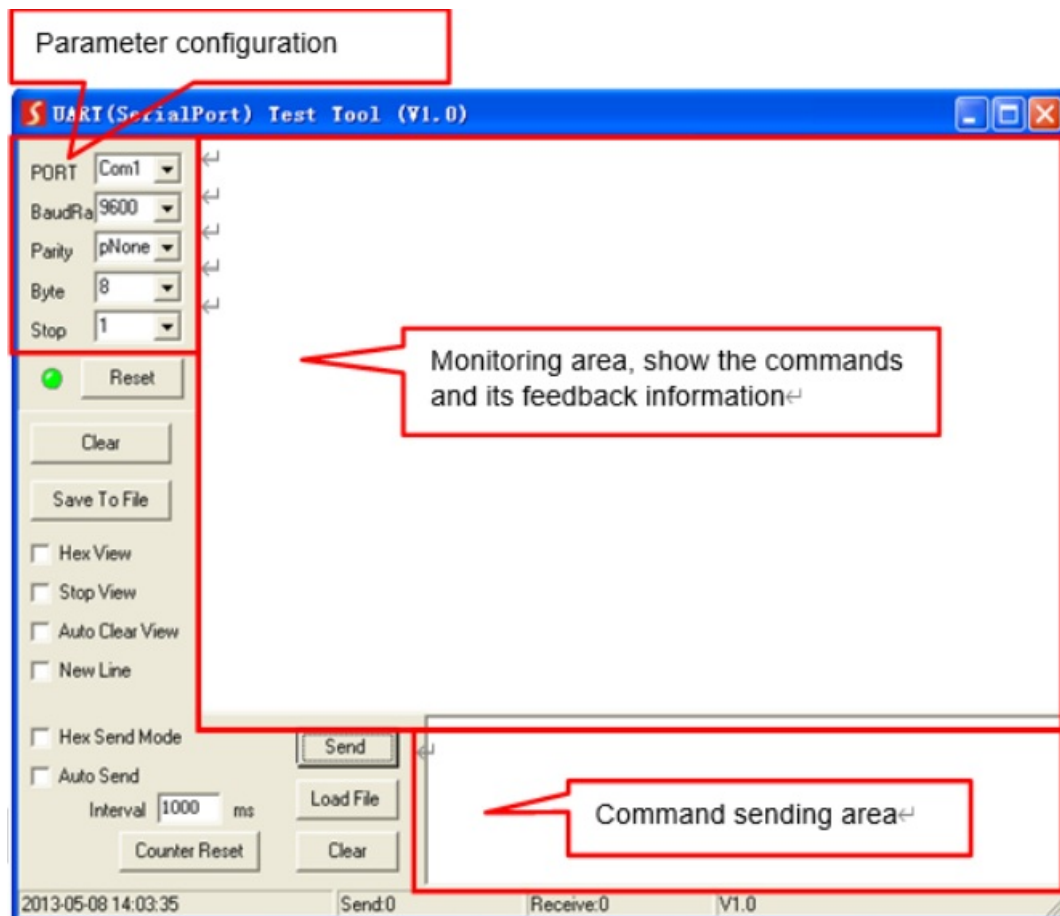 Parameter configuration
UART(SerialPort) Test Tool (V1.0)
PORT Com1
BaudRa 9600
Parity pNone
Byte 8
Stop 1
Reset
Monitoring area, show the commands
and its feedback information↵
Clear
Save To File
Hex View
Stop View
Auto Clear View
New Line
Hex Send Mode
Send
Auto Send
Interval 1000 ms
Load File
Command sending area↵
Counter Reset
Clear
2013-05-08 14:03:35 Send:0 Receive:0 V1.0